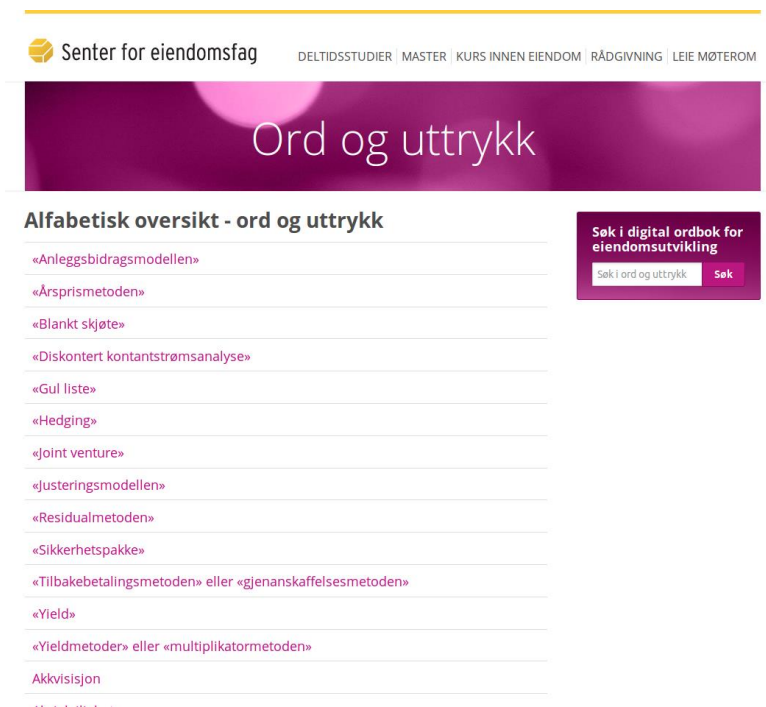 Senter for eiendomsfag
DELTIDSSTUDIER MASTER KURS INNEN EIENDOM RÅDGIVNING LEIE MØTEROM
Ord og uttrykk
Alfabetisk oversikt - ord og uttrykk
«Anleggsbidragsmodellen»
«Årsprismetoden»
«Blankt skjøte»
«Diskontert kontantstrømsanalyse»
«Gul liste»
«Hedging»
«Joint venture»
«Justeringsmodellen»
«Residualmetoden»
«Sikkerhetspakke»
«Tilbakebetalingsmetoden» eller «gjenanskaffelsesmetoden»
«Yield»
«Yieldmetoder» eller «multiplikatormetoden»
Akkvisisjon
Søk i digital ordbok for
eiendomsutvikling
Søk i ord og uttrykk Søk